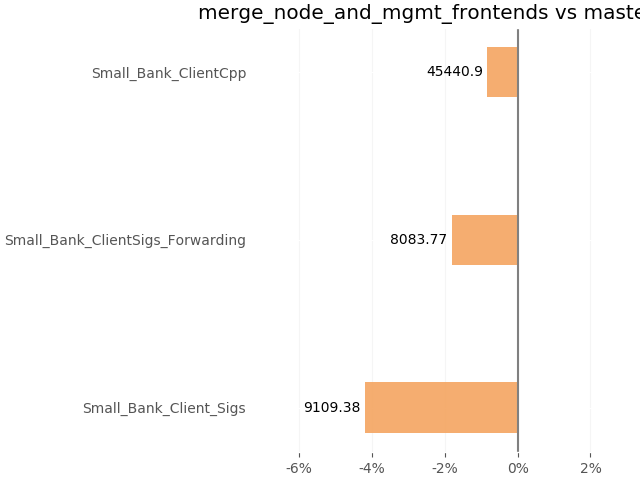 merge_node_and_mgmt_frontends vs maste
Small_Bank_ClientCpp
45440.9
Small_Bank_ClientSigs_Forwarding
8083.77
Small_Bank_Client_Sigs
9109.38
-6%
-4%
-2%
0%
2%